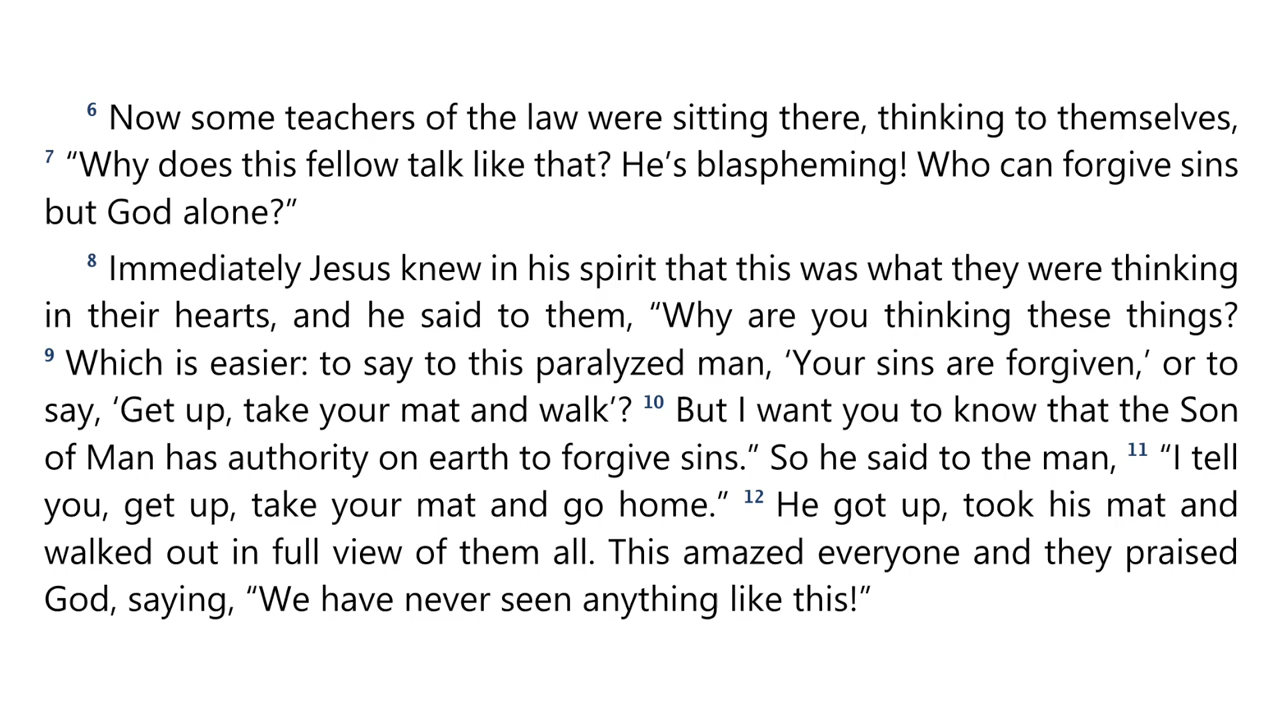 6 Now some teachers of the law were sitting there, thinking to themselves,
7 “Why does this fellow talk like that? He’s blaspheming! Who can forgive sins
but God alone?”
8 Immediately Jesus knew in his spirit that this was what they were thinking
in their hearts, and he said to them, “Why are you thinking these things?
9 Which is easier: to say to this paralyzed man, ‘Your sins are forgiven,’ or to
say, ‘Get up, take your mat and walk’? 10 But I want you to know that the Son
of Man has authority on earth to forgive sins.” So he said to the man, 11 “I tell
you, get up, take your mat and go home.” 12 He got up, took his mat and
walked out in full view of them all. This amazed everyone and they praised
God, saying, “We have never seen anything like this!”